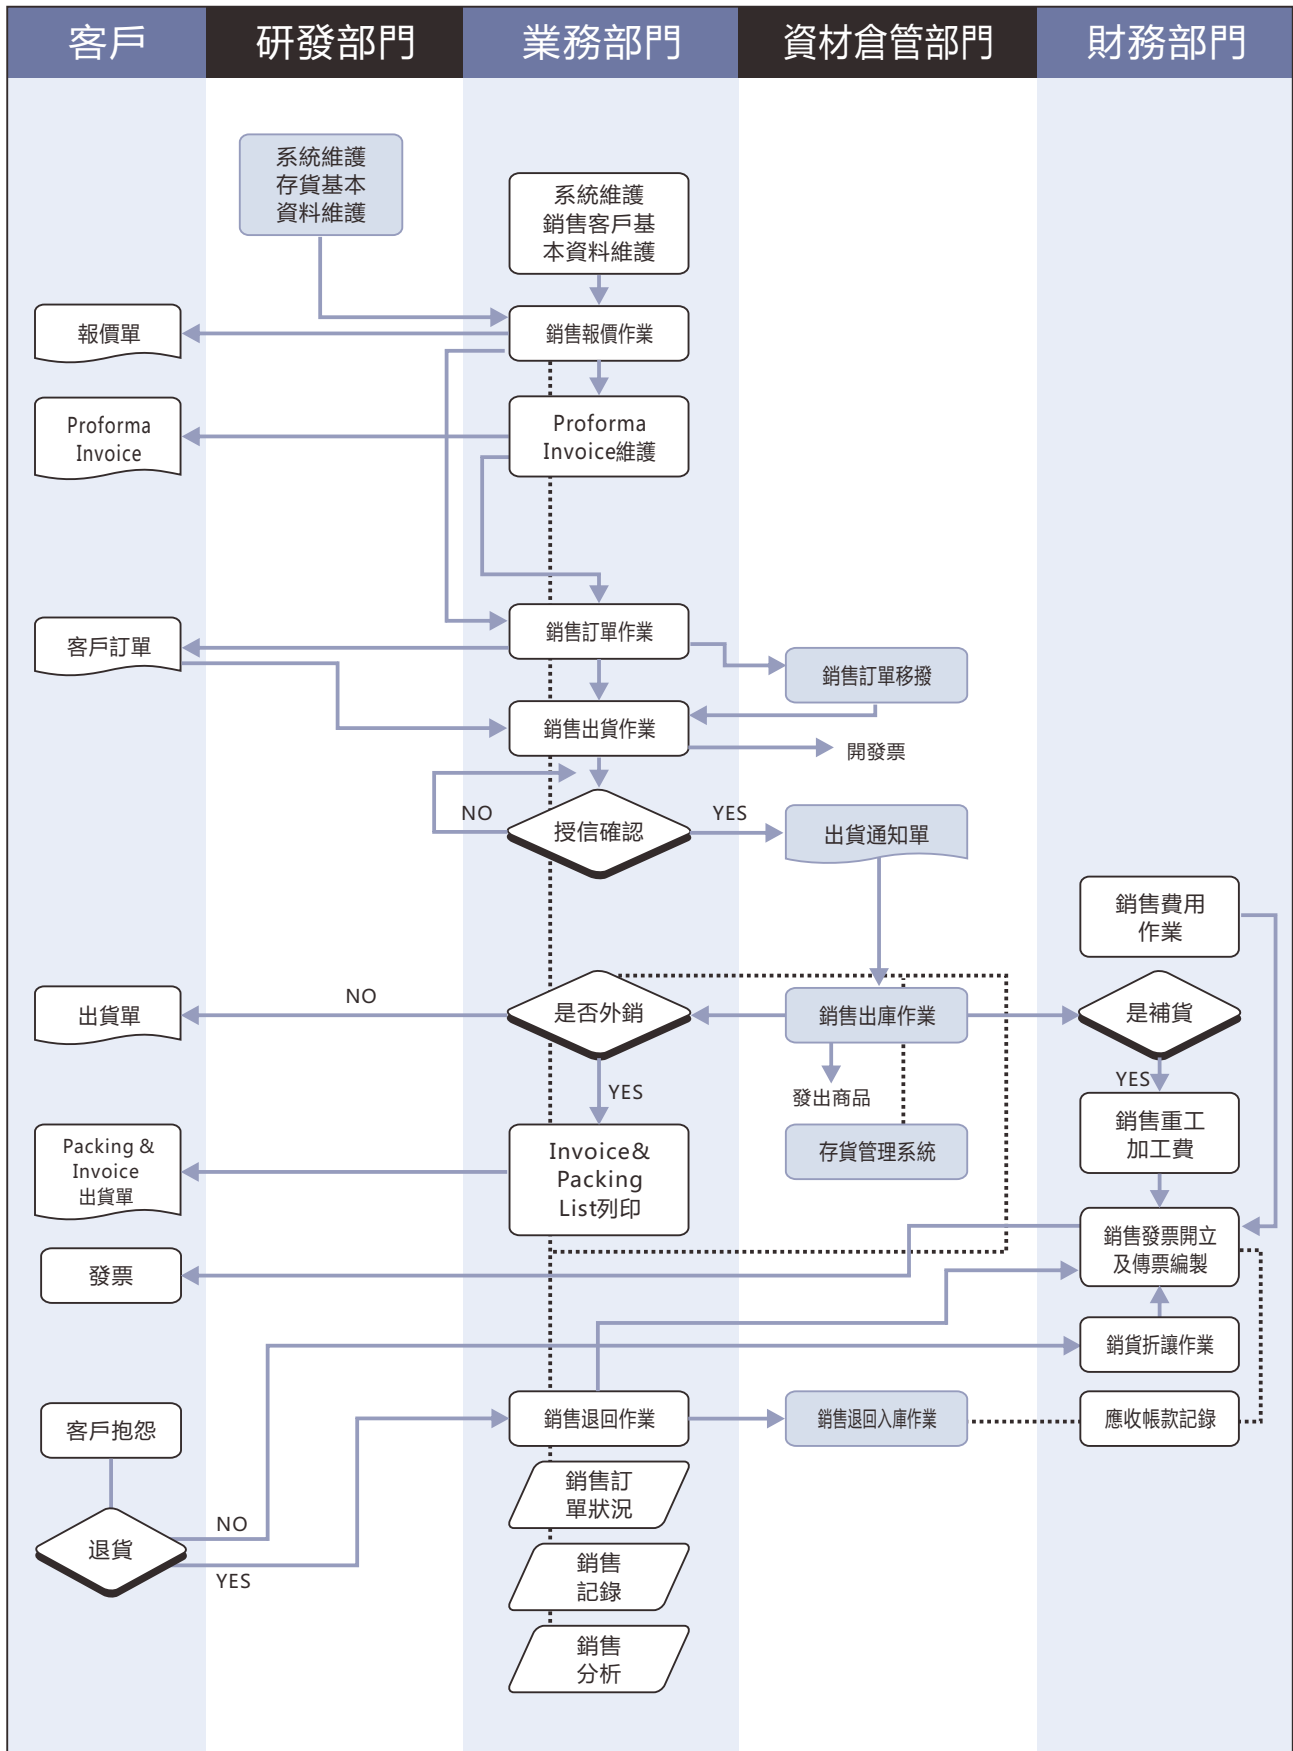 客戶
研發部門
業務部門
資材倉管部門
財務部門
系統維護
存貨基本
資料維護
系統維護
銷售客戶基
本資料維護
報價單
銷售報價作業
Proforma
Invoice
Proforma
Invoice維護
客戶訂單
銷售訂單作業
銷售訂單移撥
銷售出貨作業
開發票
NO
授信確認
YES
出貨通知單
銷售費用
作業
出貨單
NO
是否外銷
銷售出庫作業
是補貨
YES
發出商品
YES
Packing &
Invoice
出貨單
Invoice&
Packing
List列印
存貨管理系統
銷售重工
加工費
發票
銷售發票開立
及傳票編製
銷貨折讓作業
客戶抱怨
銷售退回作業
銷售退回入庫作業
應收帳款記錄
銷售訂
單狀況
退貨
NO
YES
銷售
記錄
銷售
分析